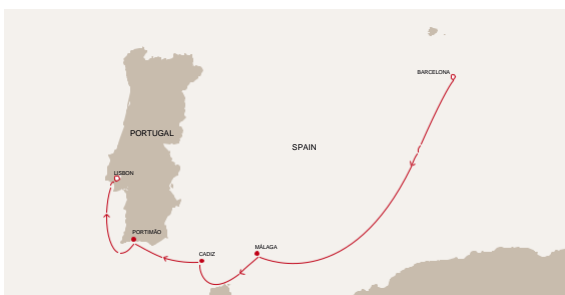 BARCELONA
PORTUGAL
SPAIN
LISBON
PORTIMÃO
MÁLAGA
CADIZ